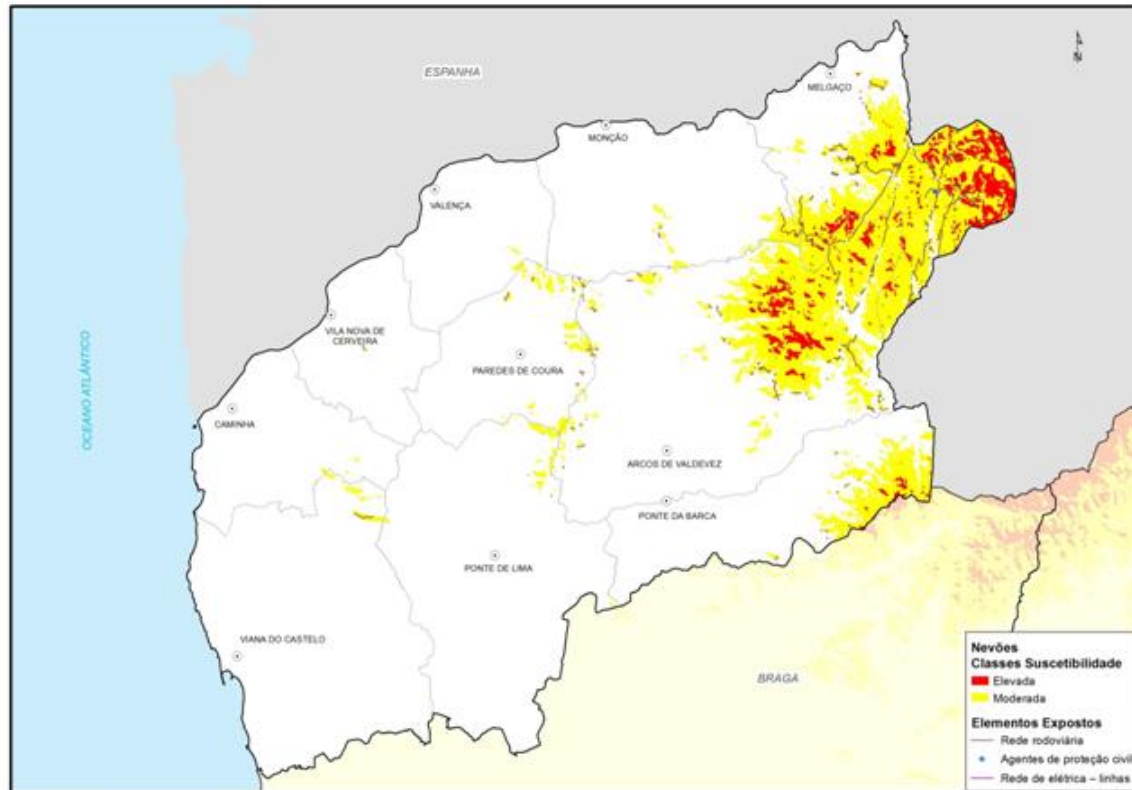 ESPANHA
N
MELGAÇO
MONÇÃO
VALENÇA
VILA NOVA DE
CERVEIRA
PAREDES DE COURA
OCEANO ATLÂNTICO
CAMINHA
ARCOS DE VALDEVEZ
PONTE DA BARCA
PONTE DE LIMA
VIANA DO CASTELO
BRAGA
Nevões
Classes Suscetibilidade
Elevada
Moderada
Elementos Expostos
Rede rodoviária
Agentes de proteção civil
Rede de elétrica – linhas